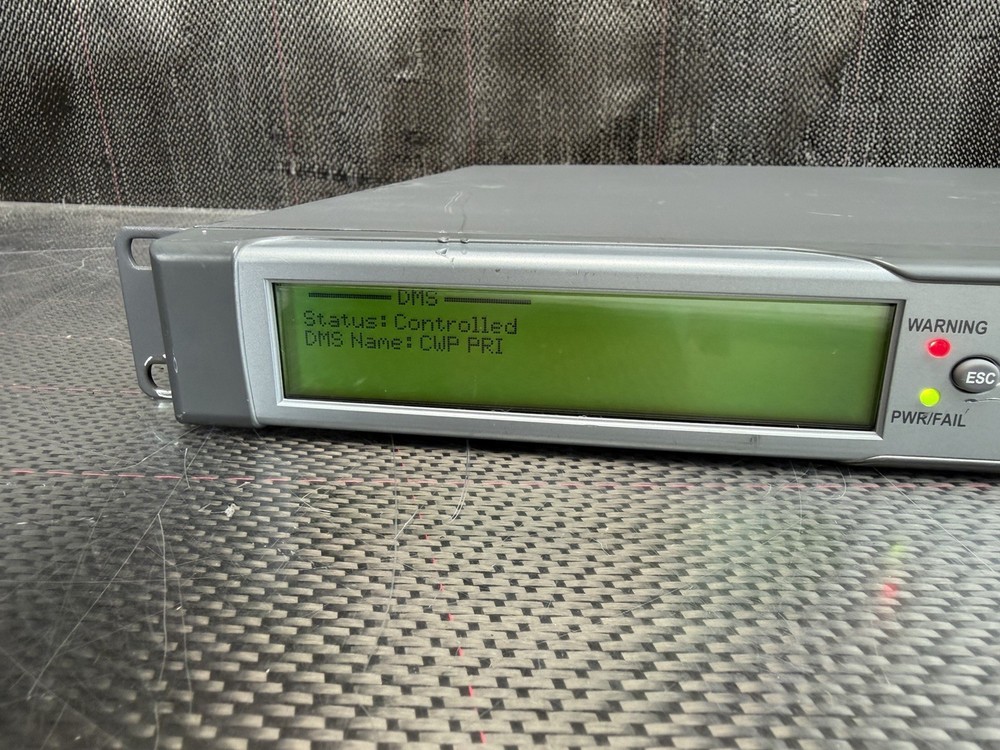 DMS
Status: Controlled
DMS Name: CWP PRI
WARNING
ESC
PWR/FAIL